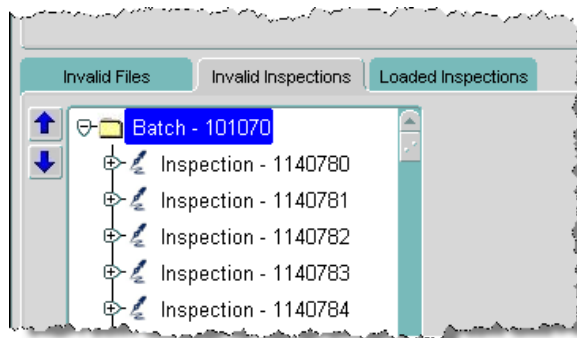 Invalid Files Invalid Inspections Loaded Inspections
Batch - 101070
Inspection - 1140780
Inspection - 1140781
Inspection - 1140782
Inspection - 1140783
Inspection - 1140784